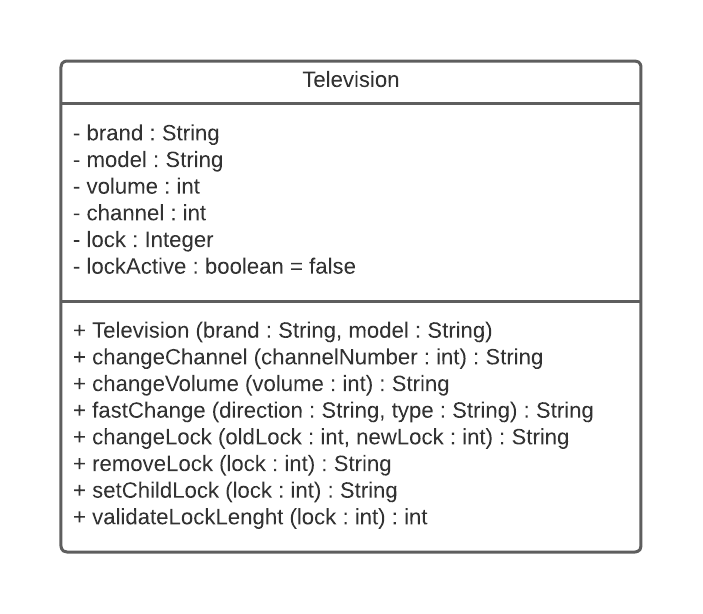 Television
- brand : String
- model : String
- volume : int
- channel : int
- lock : Integer
- lockActive : boolean = false
+ Television (brand : String, model : String)
+ changeChannel (channelNumber : int) : String
+ changeVolume (volume : int) : String
+ fastChange (direction : String, type : String) : String
+ changeLock (oldLock : int, newLock : int) : String
+ removeLock (lock : int) : String
+ setChildLock (lock : int) : String
+ validateLockLenght (lock : int) : int